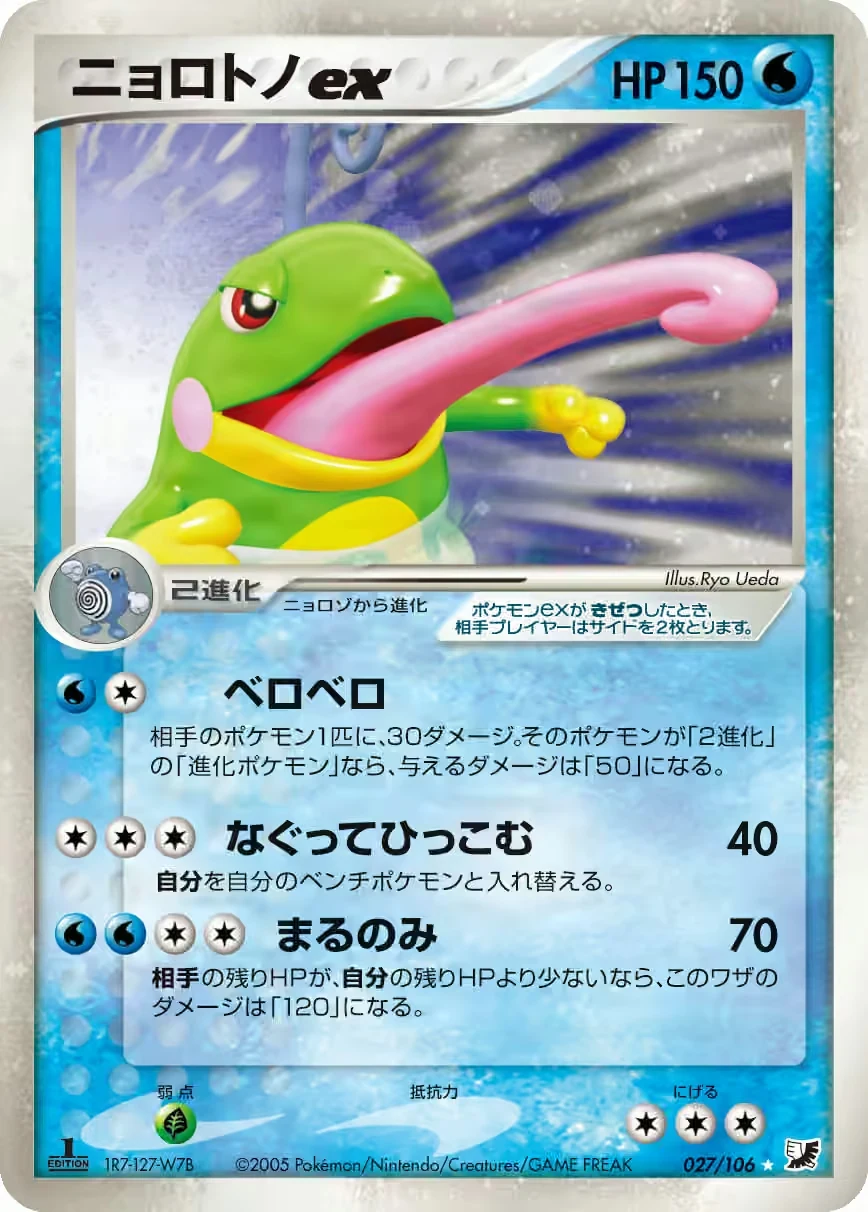 ニョロトノex HP150
Illus.Ryo Ueda
2進化
ニョロゾから進化
ポケモンexが きぜつしたとき、
相手プレイヤーはサイドを2枚とります。
ベロベロ
相手のポケモン1匹に、30ダメージ。そのポケモンが「2進化」
の「進化ポケモン」なら、与えるダメージは「50」になる。
なぐってひっこむ 40
自分を自分のベンチポケモンと入れ替える。
まるのみ 70
相手の残りHPが、自分の残りHPより少ないなら、このワザの
ダメージは「120」になる。
弱点 抵抗力 にげる
1 EDITION 1R7-127-W7B ©2005 Pokémon/Nintendo/Creatures/GAME FREAK 027/106 ★